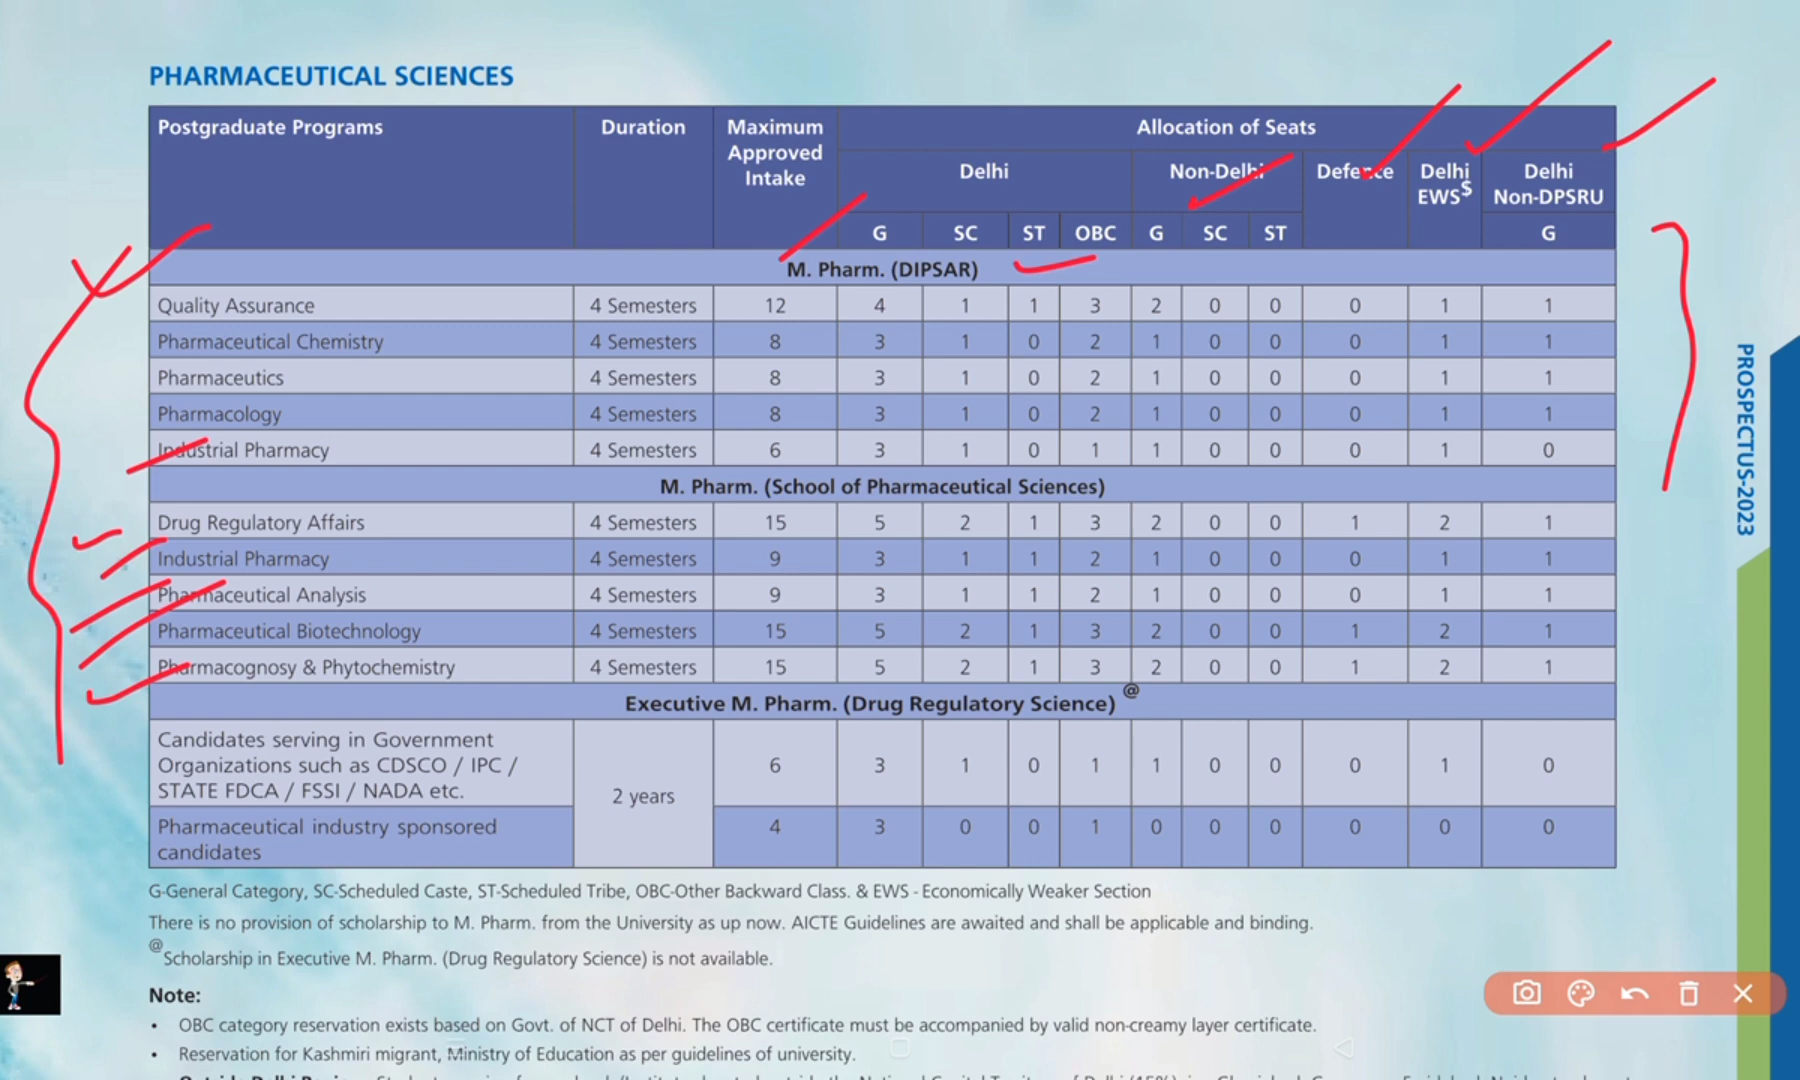 PHARMACEUTICAL SCIENCES
Postgraduate Programs Duration Maximum Approved Intake Allocation of Seats
Delhi Non-Delhi Defence Delhi EWS$ Delhi Non-DPSRU
G SC ST OBC G SC ST G
M. Pharm. (DIPSAR)
Quality Assurance 4 Semesters 12 4 1 1 3 2 0 0 0 1 1
Pharmaceutical Chemistry 4 Semesters 8 3 1 0 2 1 0 0 0 1 1
Pharmaceutics 4 Semesters 8 3 1 0 2 1 0 0 0 1 1
Pharmacology 4 Semesters 8 3 1 0 2 1 0 0 0 1 1
Industrial Pharmacy 4 Semesters 6 3 1 0 1 1 0 0 0 1 0
M. Pharm. (School of Pharmaceutical Sciences)
Drug Regulatory Affairs 4 Semesters 15 5 2 1 3 2 0 0 1 2 1
Industrial Pharmacy 4 Semesters 9 3 1 1 2 1 0 0 0 1 1
Pharmaceutical Analysis 4 Semesters 9 3 1 1 2 1 0 0 0 1 1
Pharmaceutical Biotechnology 4 Semesters 15 5 2 1 3 2 0 0 1 2 1
Pharmacognosy & Phytochemistry 4 Semesters 15 5 2 1 3 2 0 0 1 2 1
Executive M. Pharm. (Drug Regulatory Science) @
Candidates serving in Government
Organizations such as CDSCO / IPC /
STATE FDCA / FSSI / NADA etc.
2 years
6 3 1 0 1 1 0 0 0 1 0
Pharmaceutical industry sponsored
candidates
4 3 0 0 1 0 0 0 0 0 0
G-General Category, SC-Scheduled Caste, ST-Scheduled Tribe, OBC-Other Backward Class. & EWS - Economically Weaker Section
There is no provision of scholarship to M. Pharm. from the University as up now. AICTE Guidelines are awaited and shall be applicable and binding.
@Scholarship in Executive M. Pharm. (Drug Regulatory Science) is not available.
Note:
• OBC category reservation exists based on Govt. of NCT of Delhi. The OBC certificate must be accompanied by valid non-creamy layer certificate.
• Reservation for Kashmiri migrant, Ministry of Education as per guidelines of university.
PROSPECTUS-2023